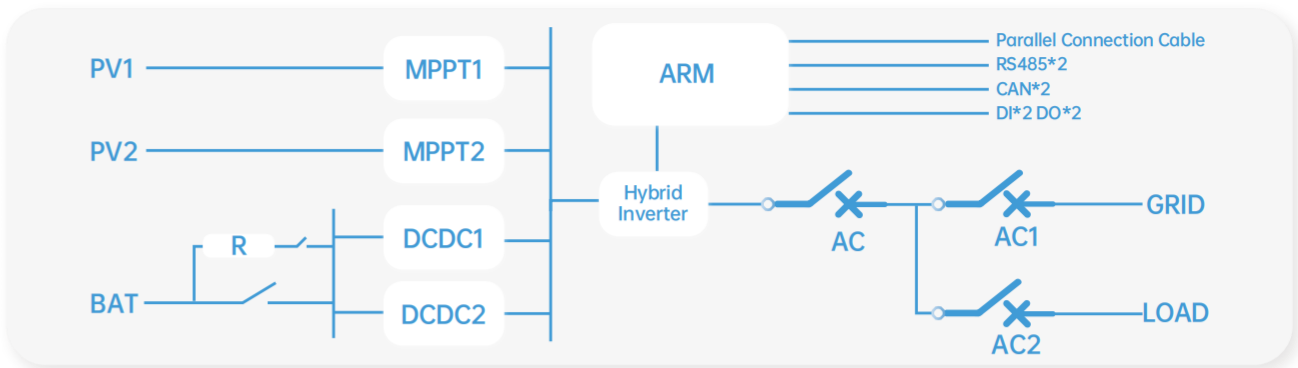 PV1
MPPT1
ARM
Parallel Connection Cable
RS485*2
CAN*2
DI*2 DO*2
PV2
MPPT2
Hybrid
Inverter
GRID
R
DCDC1
AC
AC1
BAT
DCDC2
LOAD
AC2